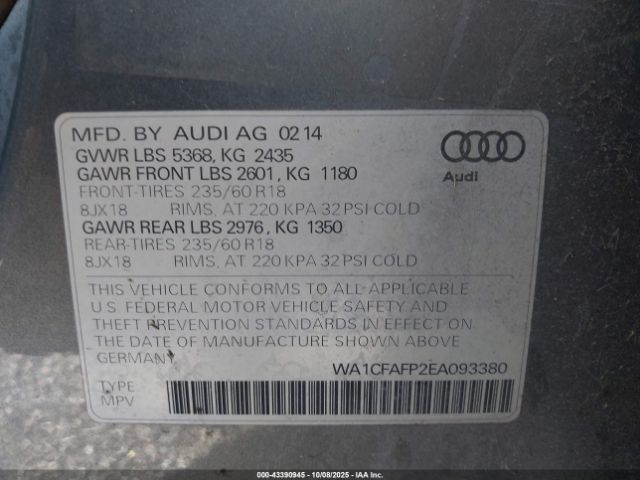 MFD. BY AUDI AG 02 14
GVWR LBS 5368, KG 2435
GAWR FRONT LBS 2601, KG 1180
FRONT-TIRES 235/60 R18
8JX18 RIMS, AT 220 KPA 32 PSI COLD
GAWR REAR LBS 2976, KG 1350
REAR-TIRES 235/60 R18
8JX18 RIMS, AT 220 KPA 32 PSI COLD
Audi
THIS VEHICLE CONFORMS TO ALL APPLICABLE
U.S. FEDERAL MOTOR VEHICLE SAFETY AND
THEFT PREVENTION STANDARDS IN EFFECT ON
THE DATE OF MANUFACTURE SHOWN ABOVE.
GERMANY
WA1CFAFP2EA093380
TYPE
MPV
000-43390945 - 10/08/2025 - IAA Inc.